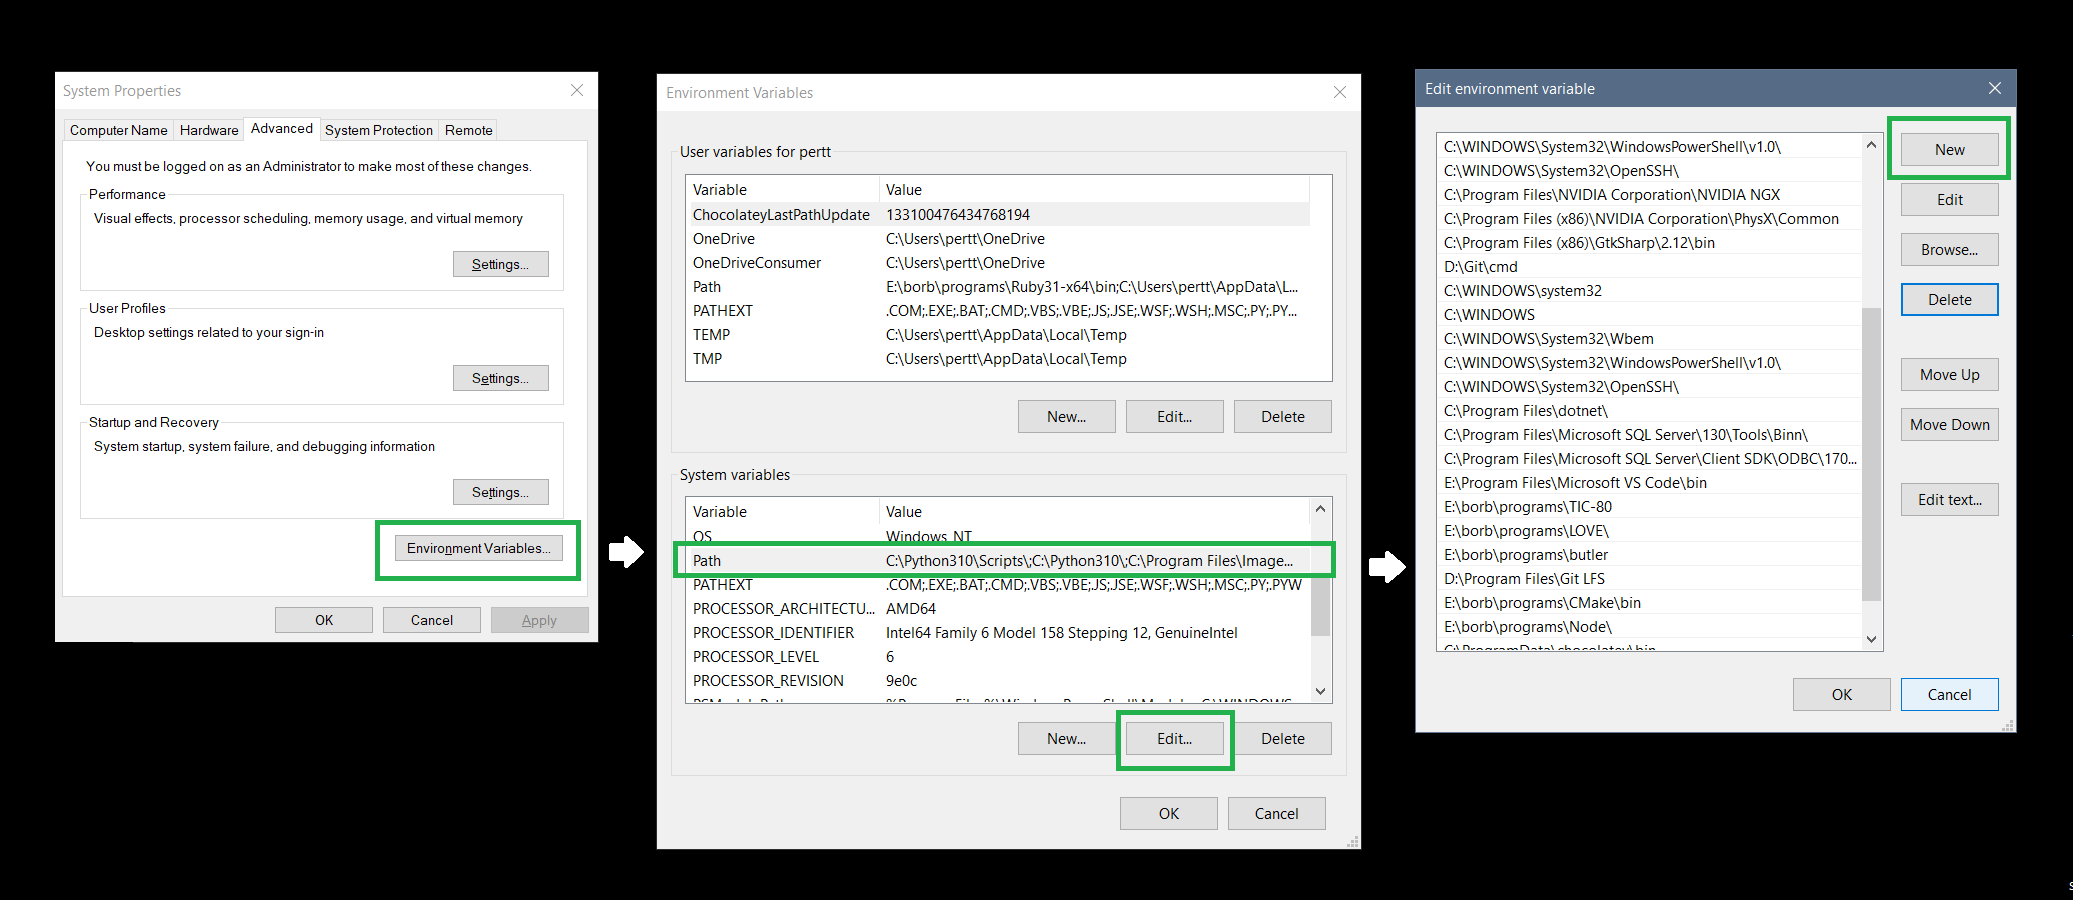 System Properties
Computer Name Hardware Advanced System Protection Remote
You must be logged on as an Administrator to make most of these changes.
Performance
Visual effects, processor scheduling, memory usage, and virtual memory
Settings...
User Profiles
Desktop settings related to your sign-in
Settings...
Startup and Recovery
System startup, system failure, and debugging information
Settings...
Environment Variables...
OK Cancel Apply
Environment Variables
User variables for pertt
Variable Value
ChocolateyLastPathUpdate 133100476434768194
OneDrive C:\Users\pertt\OneDrive
OneDriveConsumer C:\Users\pertt\OneDrive
Path E:\borb\programs\Ruby31-x64\bin;C:\Users\pertt\AppData\L...
PATHEXT .COM;.EXE;.BAT;.CMD;.VBS;.VBE;.JS;.JSE;.WSF;.WSH;.MSC;.PY;.PY...
TEMP C:\Users\pertt\AppData\Local\Temp
TMP C:\Users\pertt\AppData\Local\Temp
New... Edit... Delete
System variables
Variable Value
OS Windows_NT
Path C:\Python310\Scripts\;C:\Python310\;C:\Program Files\Image...
PATHEXT .COM;.EXE;.BAT;.CMD;.VBS;.VBE;.JS;.JSE;.WSF;.WSH;.MSC;.PY;.PYW
PROCESSOR_ARCHITECTU... AMD64
PROCESSOR_IDENTIFIER Intel64 Family 6 Model 158 Stepping 12, GenuineIntel
PROCESSOR_LEVEL 6
PROCESSOR_REVISION 9e0c
New... Edit... Delete
OK Cancel
Edit environment variable
C:\WINDOWS\System32\WindowsPowerShell\v1.0\
C:\WINDOWS\System32\OpenSSH\
C:\Program Files\NVIDIA Corporation\NVIDIA NGX
C:\Program Files (x86)\NVIDIA Corporation\PhysX\Common
C:\Program Files (x86)\GtkSharp\2.12\bin
D:\Git\cmd
C:\WINDOWS\system32
C:\WINDOWS
C:\WINDOWS\System32\Wbem
C:\WINDOWS\System32\WindowsPowerShell\v1.0\
C:\WINDOWS\System32\OpenSSH\
C:\Program Files\dotnet\
C:\Program Files\Microsoft SQL Server\130\Tools\Binn\
C:\Program Files\Microsoft SQL Server\Client SDK\ODBC\170...
E:\Program Files\Microsoft VS Code\bin
E:\borb\programs\TIC-80
E:\borb\programs\LOVE\
E:\borb\programs\butler
D:\Program Files\Git LFS
E:\borb\programs\CMake\bin
E:\borb\programs\Node\
C:\ProgramData\chocolatey\bin
New
Edit
Browse...
Delete
Move Up
Move Down
Edit text...
OK Cancel